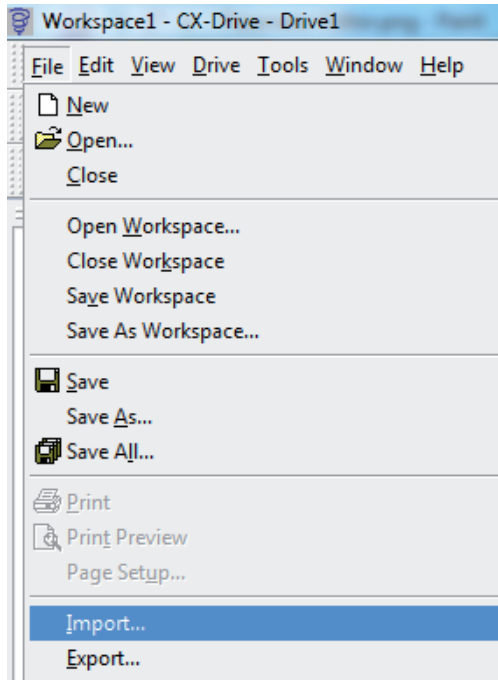 Workspace1 - CX-Drive - Drive1
File Edit View Drive Tools Window Help
New
Open...
Close
Open Workspace...
Close Workspace
Save Workspace
Save As Workspace...
Save
Save As...
Save All...
Print
Print Preview
Page Setup...
Import...
Export...